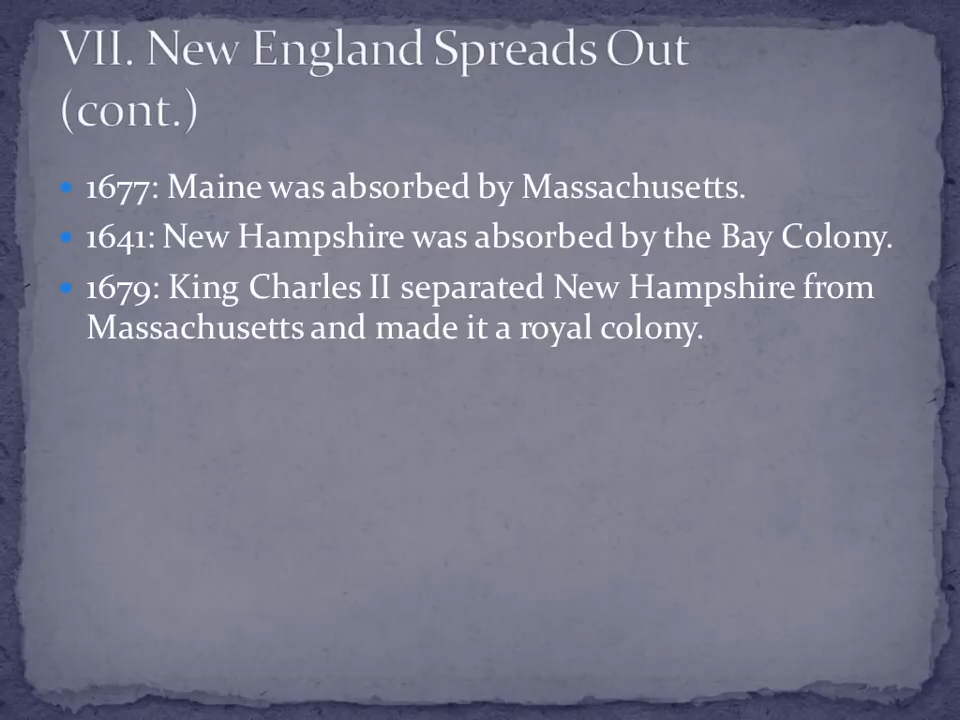 VII. New England Spreads Out
(cont.)
• 1677: Maine was absorbed by Massachusetts.
• 1641: New Hampshire was absorbed by the Bay Colony.
• 1679: King Charles II separated New Hampshire from
Massachusetts and made it a royal colony.